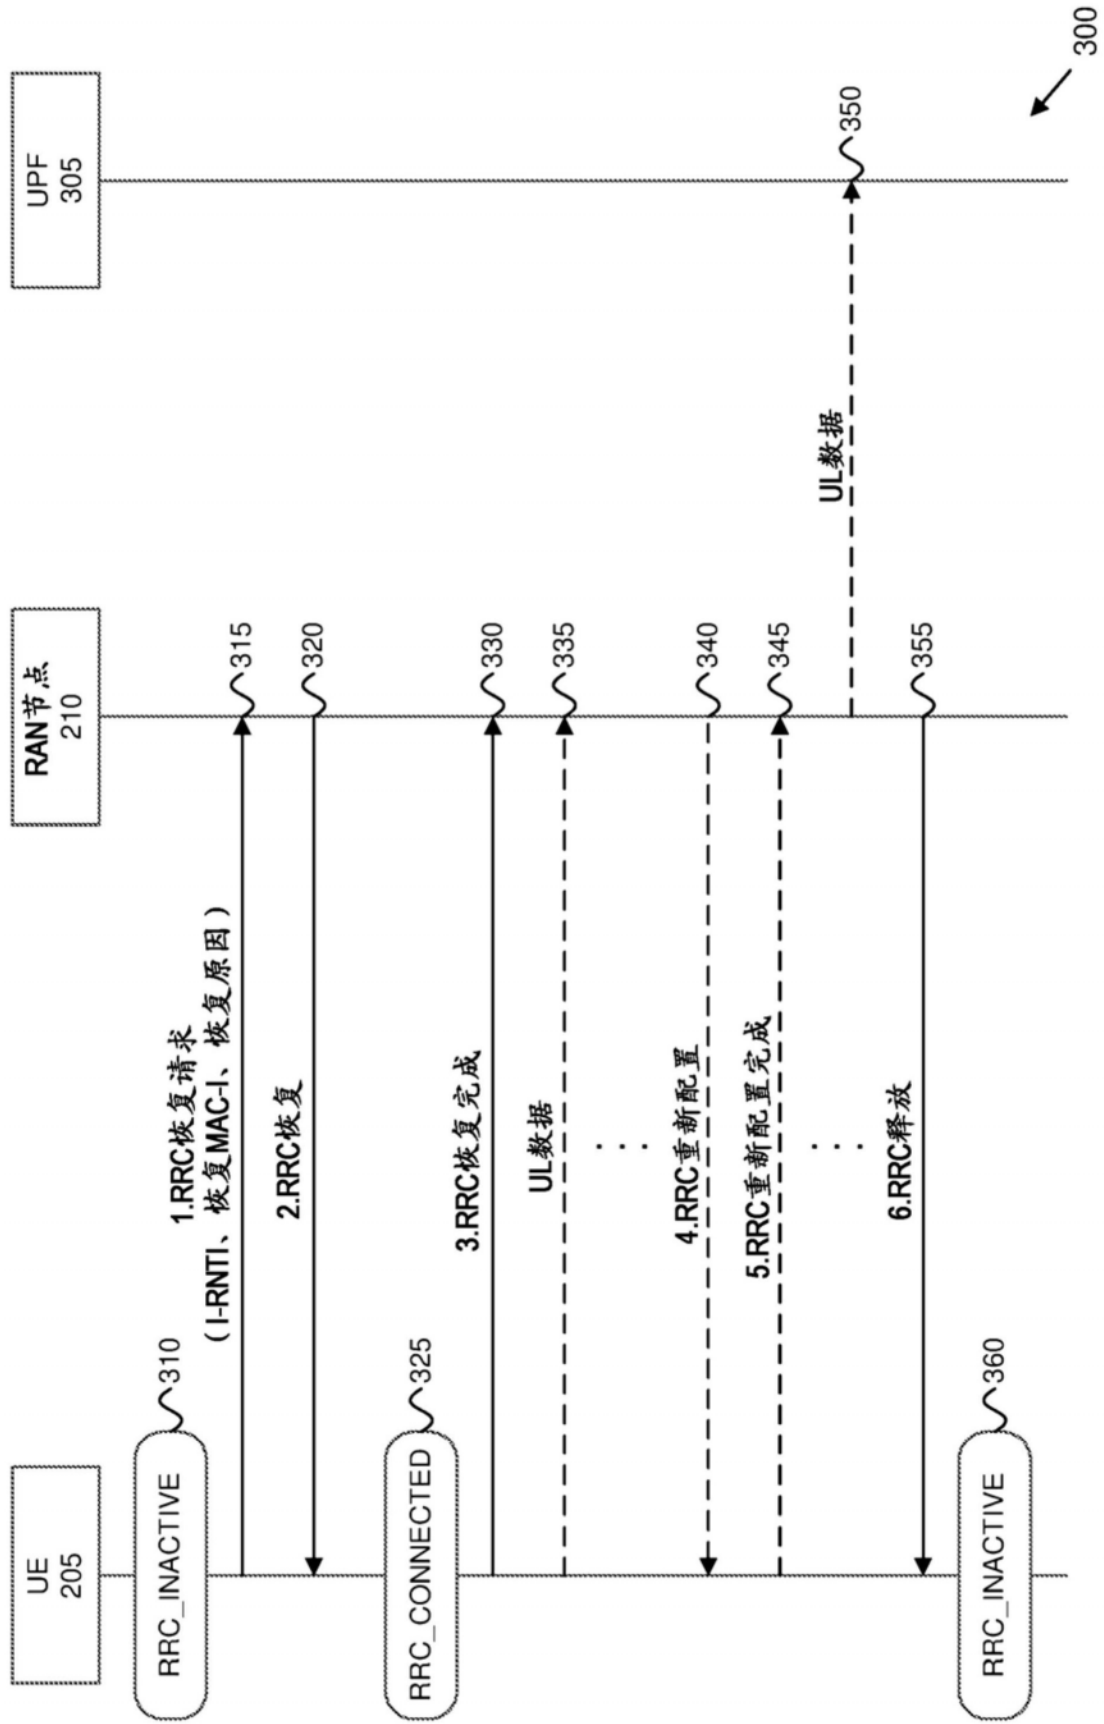 UE
205
RAN节点
210
UPF
305
RRC_INACTIVE
310
1.RRC恢复请求
(I-RNTI、恢复MAC-I、恢复原因)
315
2.RRC恢复
320
RRC_CONNECTED
325
3.RRC恢复完成
330
UL数据
335
. . .
4.RRC重新配置
340
5.RRC重新配置完成
345
UL数据
350
. . .
6.RRC释放
355
RRC_INACTIVE
360
300